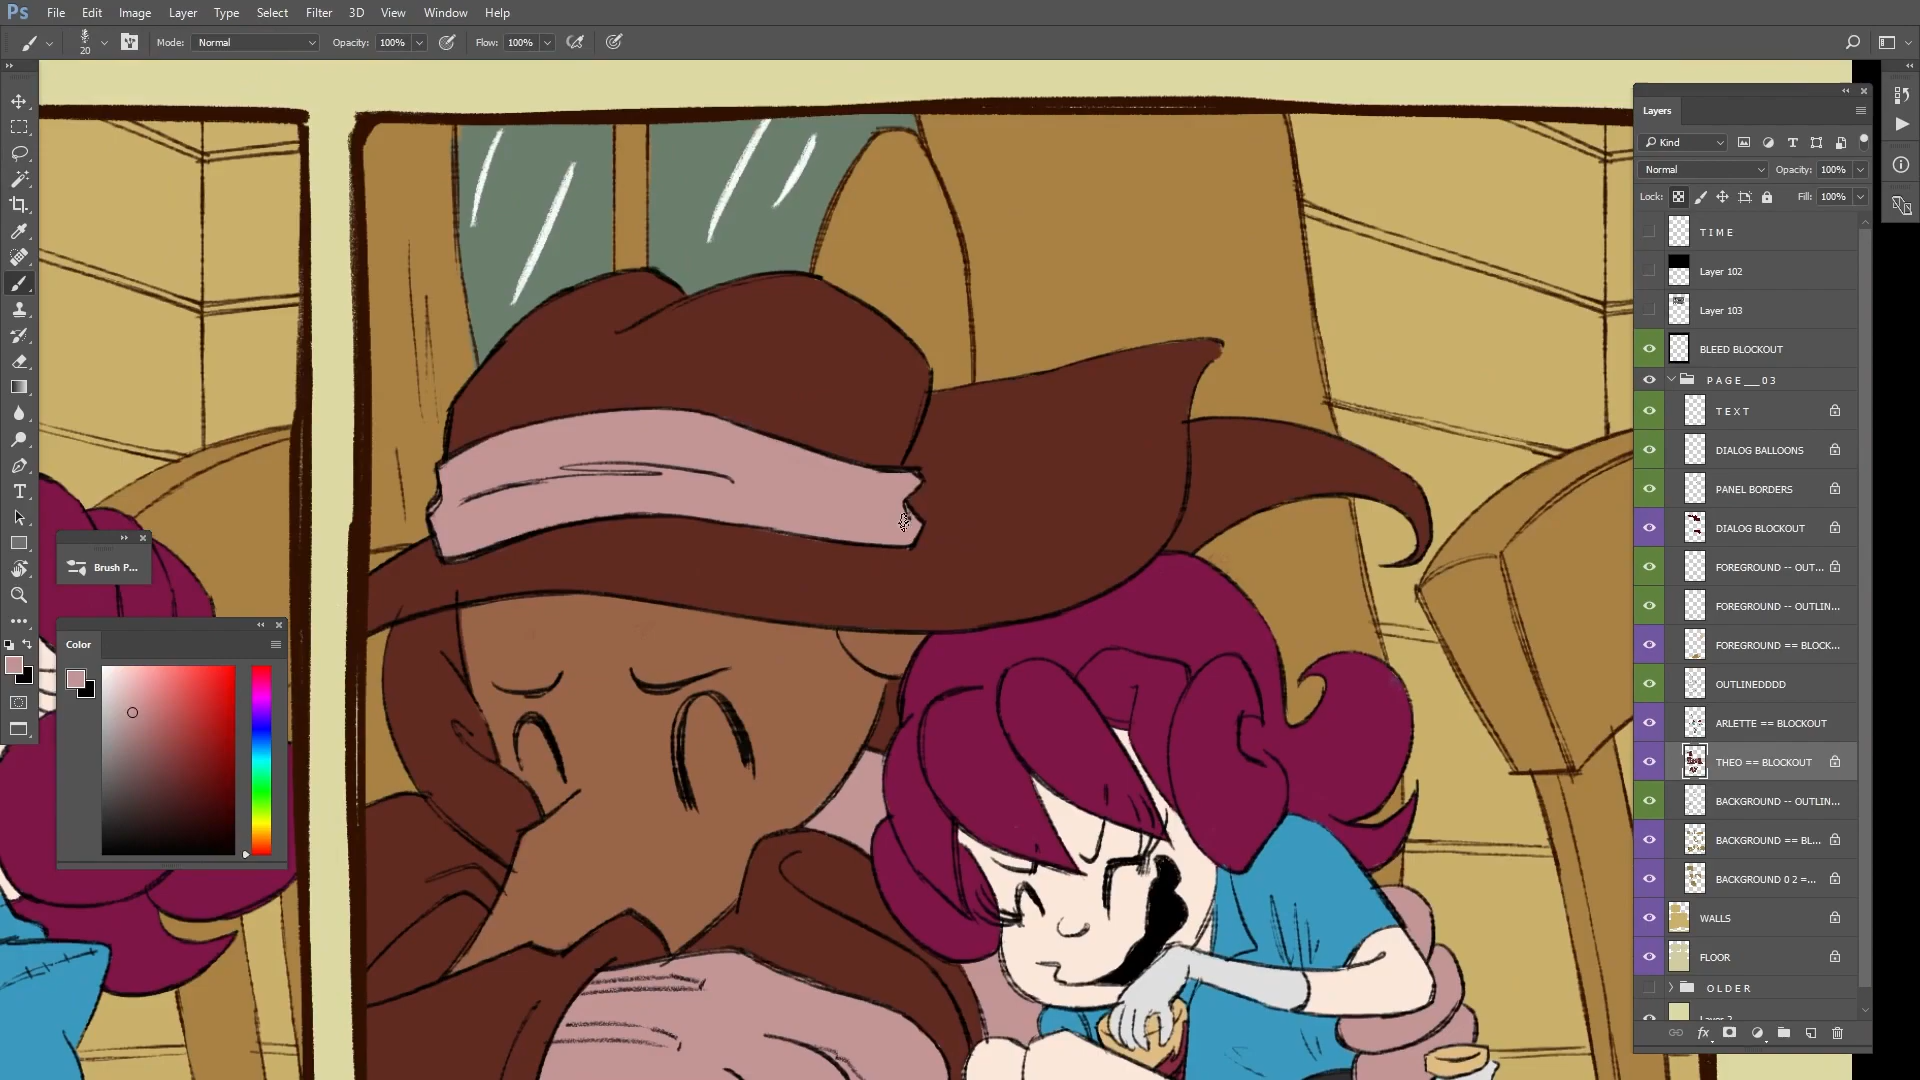 Ps File Edit Image Layer Type Select Filter 3D View Window Help
20 Mode: Normal Opacity: 100% Flow: 100%
Layers
Kind
Normal Opacity: 100%
Lock: Fill: 100%
TIME
Layer 102
Layer 103
BLEED BLOCKOUT
PAGE__03
TEXT
DIALOG BALLOONS
PANEL BORDERS
DIALOG BLOCKOUT
FOREGROUND -- OUT...
FOREGROUND -- OUTLIN...
FOREGROUND == BLOCK...
OUTLINEDDDD
ARLETTE == BLOCKOUT
THEO == BLOCKOUT
BACKGROUND -- OUTLIN...
BACKGROUND == BL...
BACKGROUND 0 2 =...
WALLS
FLOOR
OLDER
Layer 2
fx
Brush P...
Color